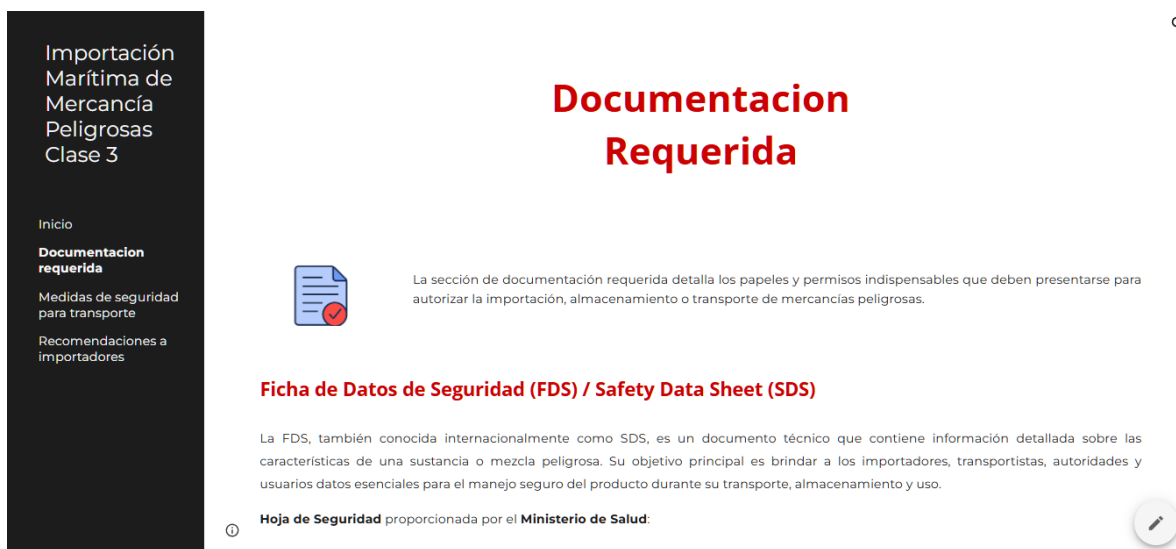 Importación
Marítima de
Mercancía
Peligrosas
Clase 3
Inicio
Documentacion
requerida
Medidas de seguridad
para transporte
Recomendaciones a
importadores
Documentacion
Requerida
La sección de documentación requerida detalla los papeles y permisos indispensables que deben presentarse para
autorizar la importación, almacenamiento o transporte de mercancías peligrosas.
Ficha de Datos de Seguridad (FDS) / Safety Data Sheet (SDS)
La FDS, también conocida internacionalmente como SDS, es un documento técnico que contiene información detallada sobre las
características de una sustancia o mezcla peligrosa. Su objetivo principal es brindar a los importadores, transportistas, autoridades y
usuarios datos esenciales para el manejo seguro del producto durante su transporte, almacenamiento y uso.
Hoja de Seguridad proporcionada por el Ministerio de Salud: